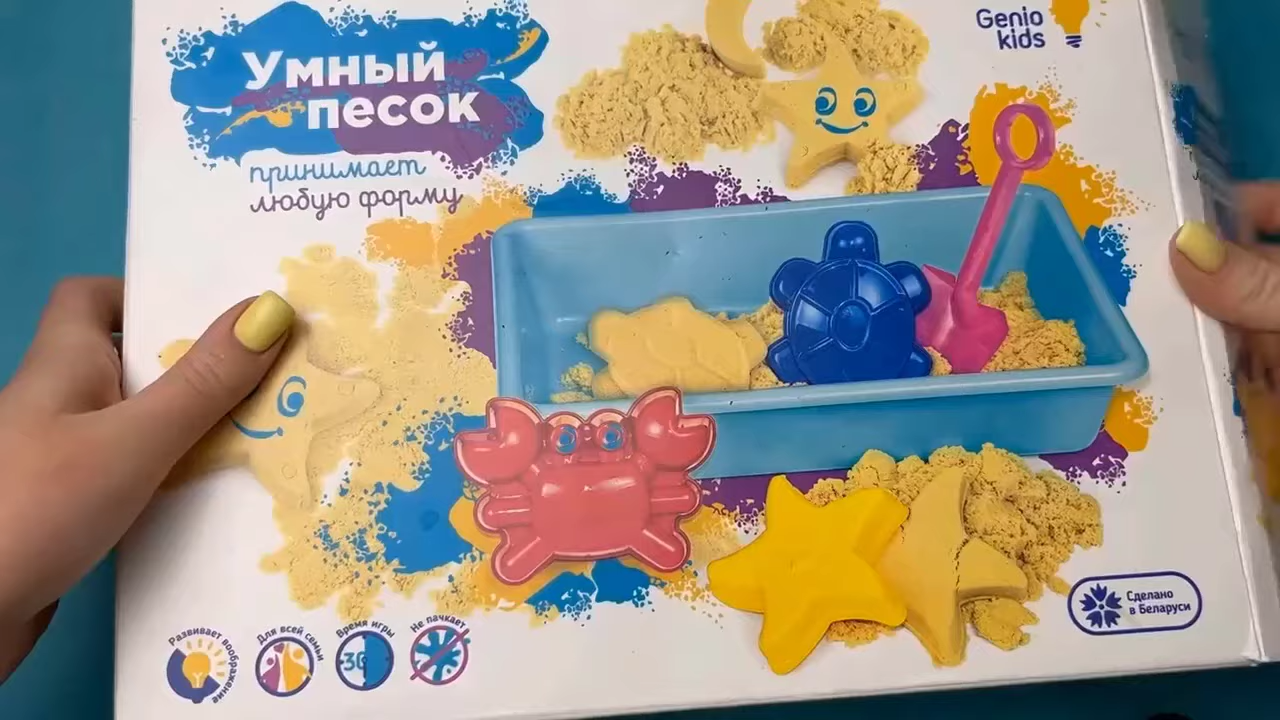 Genio
kids
Умный
песок
принимает
любую форму
Развивает воображение
Для всей семьи
Время игры
30
Не пачкает
Сделано
в Беларуси